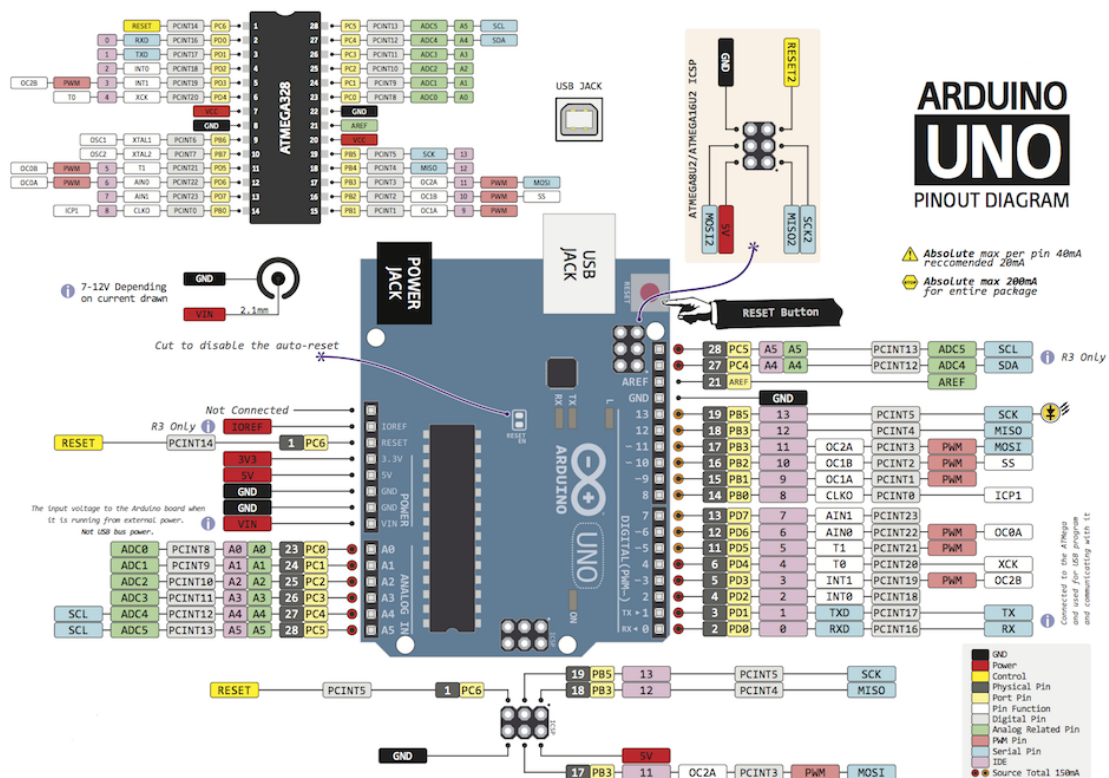 RESET PCINT14 PC6 1 28 PC5 PCINT13 ADC5 A5 SCL
0 RXD PCINT16 PD0 2 27 PC4 PCINT12 ADC4 A4 SDA
1 TXD PCINT17 PD1 3 26 PC3 PCINT11 ADC3 A3
2 INT0 PCINT18 PD2 4 25 PC2 PCINT10 ADC2 A2
OC2B PWM 3 INT1 PCINT19 PD3 5 24 PC1 PCINT9 ADC1 A1
T0 4 XCK PCINT20 PD4 6 23 PC0 PCINT8 ADC0 A0
VCC 7 22 GND
GND 8 21 AREF
OSC1 XTAL1 PCINT6 PB6 9 20 VCC
OSC2 XTAL2 PCINT7 PB7 10 19 PB5 PCINT5 SCK 13
OC0B PWM 5 T1 PCINT21 PD5 11 18 PB4 PCINT4 MISO 12
OC0A PWM 6 AIN0 PCINT22 PD6 12 17 PB3 PCINT3 OC2A 11 PWM MOSI
7 AIN1 PCINT23 PD7 13 16 PB2 PCINT2 OC1B 10 PWM SS
ICP1 8 CLKO PCINT0 PB0 14 15 PB1 PCINT1 OC1A 9 PWM
ATMEGA328
USB JACK
ATMEGA8U2/ATMEGA16U2 ICSP
GND
RESET2
MOSI2
5V
MISO2
SCK2
ARDUINO
UNO
PINOUT DIAGRAM
Absolute max per pin 40mA
reccomended 20mA
STOP
Absolute max 200mA
for entire package
7-12V Depending
on current drawn
GND
VIN
2.1mm
POWER
JACK
USB
JACK
RESET
RESET Button
Cut to disable the auto-reset
Not Connected
R3 Only IOREF
RESET PCINT14 1 PC6
3V3
5V
GND
GND
VIN
The input voltage to the Arduino board when
it is running from external power.
Not USB bus power.
ADC0 PCINT8 A0 A0 23 PC0
ADC1 PCINT9 A1 A1 24 PC1
ADC2 PCINT10 A2 A2 25 PC2
ADC3 PCINT11 A3 A3 26 PC3
SCL ADC4 PCINT12 A4 A4 27 PC4
SCL ADC5 PCINT13 A5 A5 28 PC5
IOREF
RESET
3.3V
5V
GND
GND
VIN
POWER
A0
A1
A2
A3
A4
A5
ANALOG IN
RX
TX
L
RESET
EN
ARDUINO
UNO
ON
ICSP
AREF
GND
13
12
~11
~10
~9
8
7
~6
~5
4
~3
2
TX ▸ 1
RX ◂ 0
DIGITAL(PWM~)
28 PC5 A5 A5 PCINT13 ADC5 SCL
27 PC4 A4 A4 PCINT12 ADC4 SDA
R3 Only
21 AREF AREF
GND
19 PB5 13 PCINT5 SCK
18 PB3 12 PCINT4 MISO
17 PB3 11 OC2A PCINT3 PWM MOSI
16 PB2 10 OC1B PCINT2 PWM SS
15 PB1 9 OC1A PCINT1 PWM
14 PB0 8 CLKO PCINT0 ICP1
13 PD7 7 AIN1 PCINT23
12 PD6 6 AIN0 PCINT22 PWM OC0A
11 PD5 5 T1 PCINT21 PWM
6 PD4 4 T0 PCINT20 XCK
5 PD3 3 INT1 PCINT19 PWM OC2B
4 PD2 2 INT0 PCINT18
3 PD1 1 TXD PCINT17 TX
2 PD0 0 RXD PCINT16 RX
Connected to the ATMega
and used for USB program
and communicating with it
19 PB5 13 PCINT5 SCK
18 PB3 12 PCINT4 MISO
RESET PCINT5 1 PC6
ICSP
GND
5V
17 PB3 11 OC2A PCINT3 PWM MOSI
GND
Power
Control
Physical Pin
Port Pin
Pin Function
Digital Pin
Analog Related Pin
PWM Pin
Serial Pin
IDE
Source Total 150mA